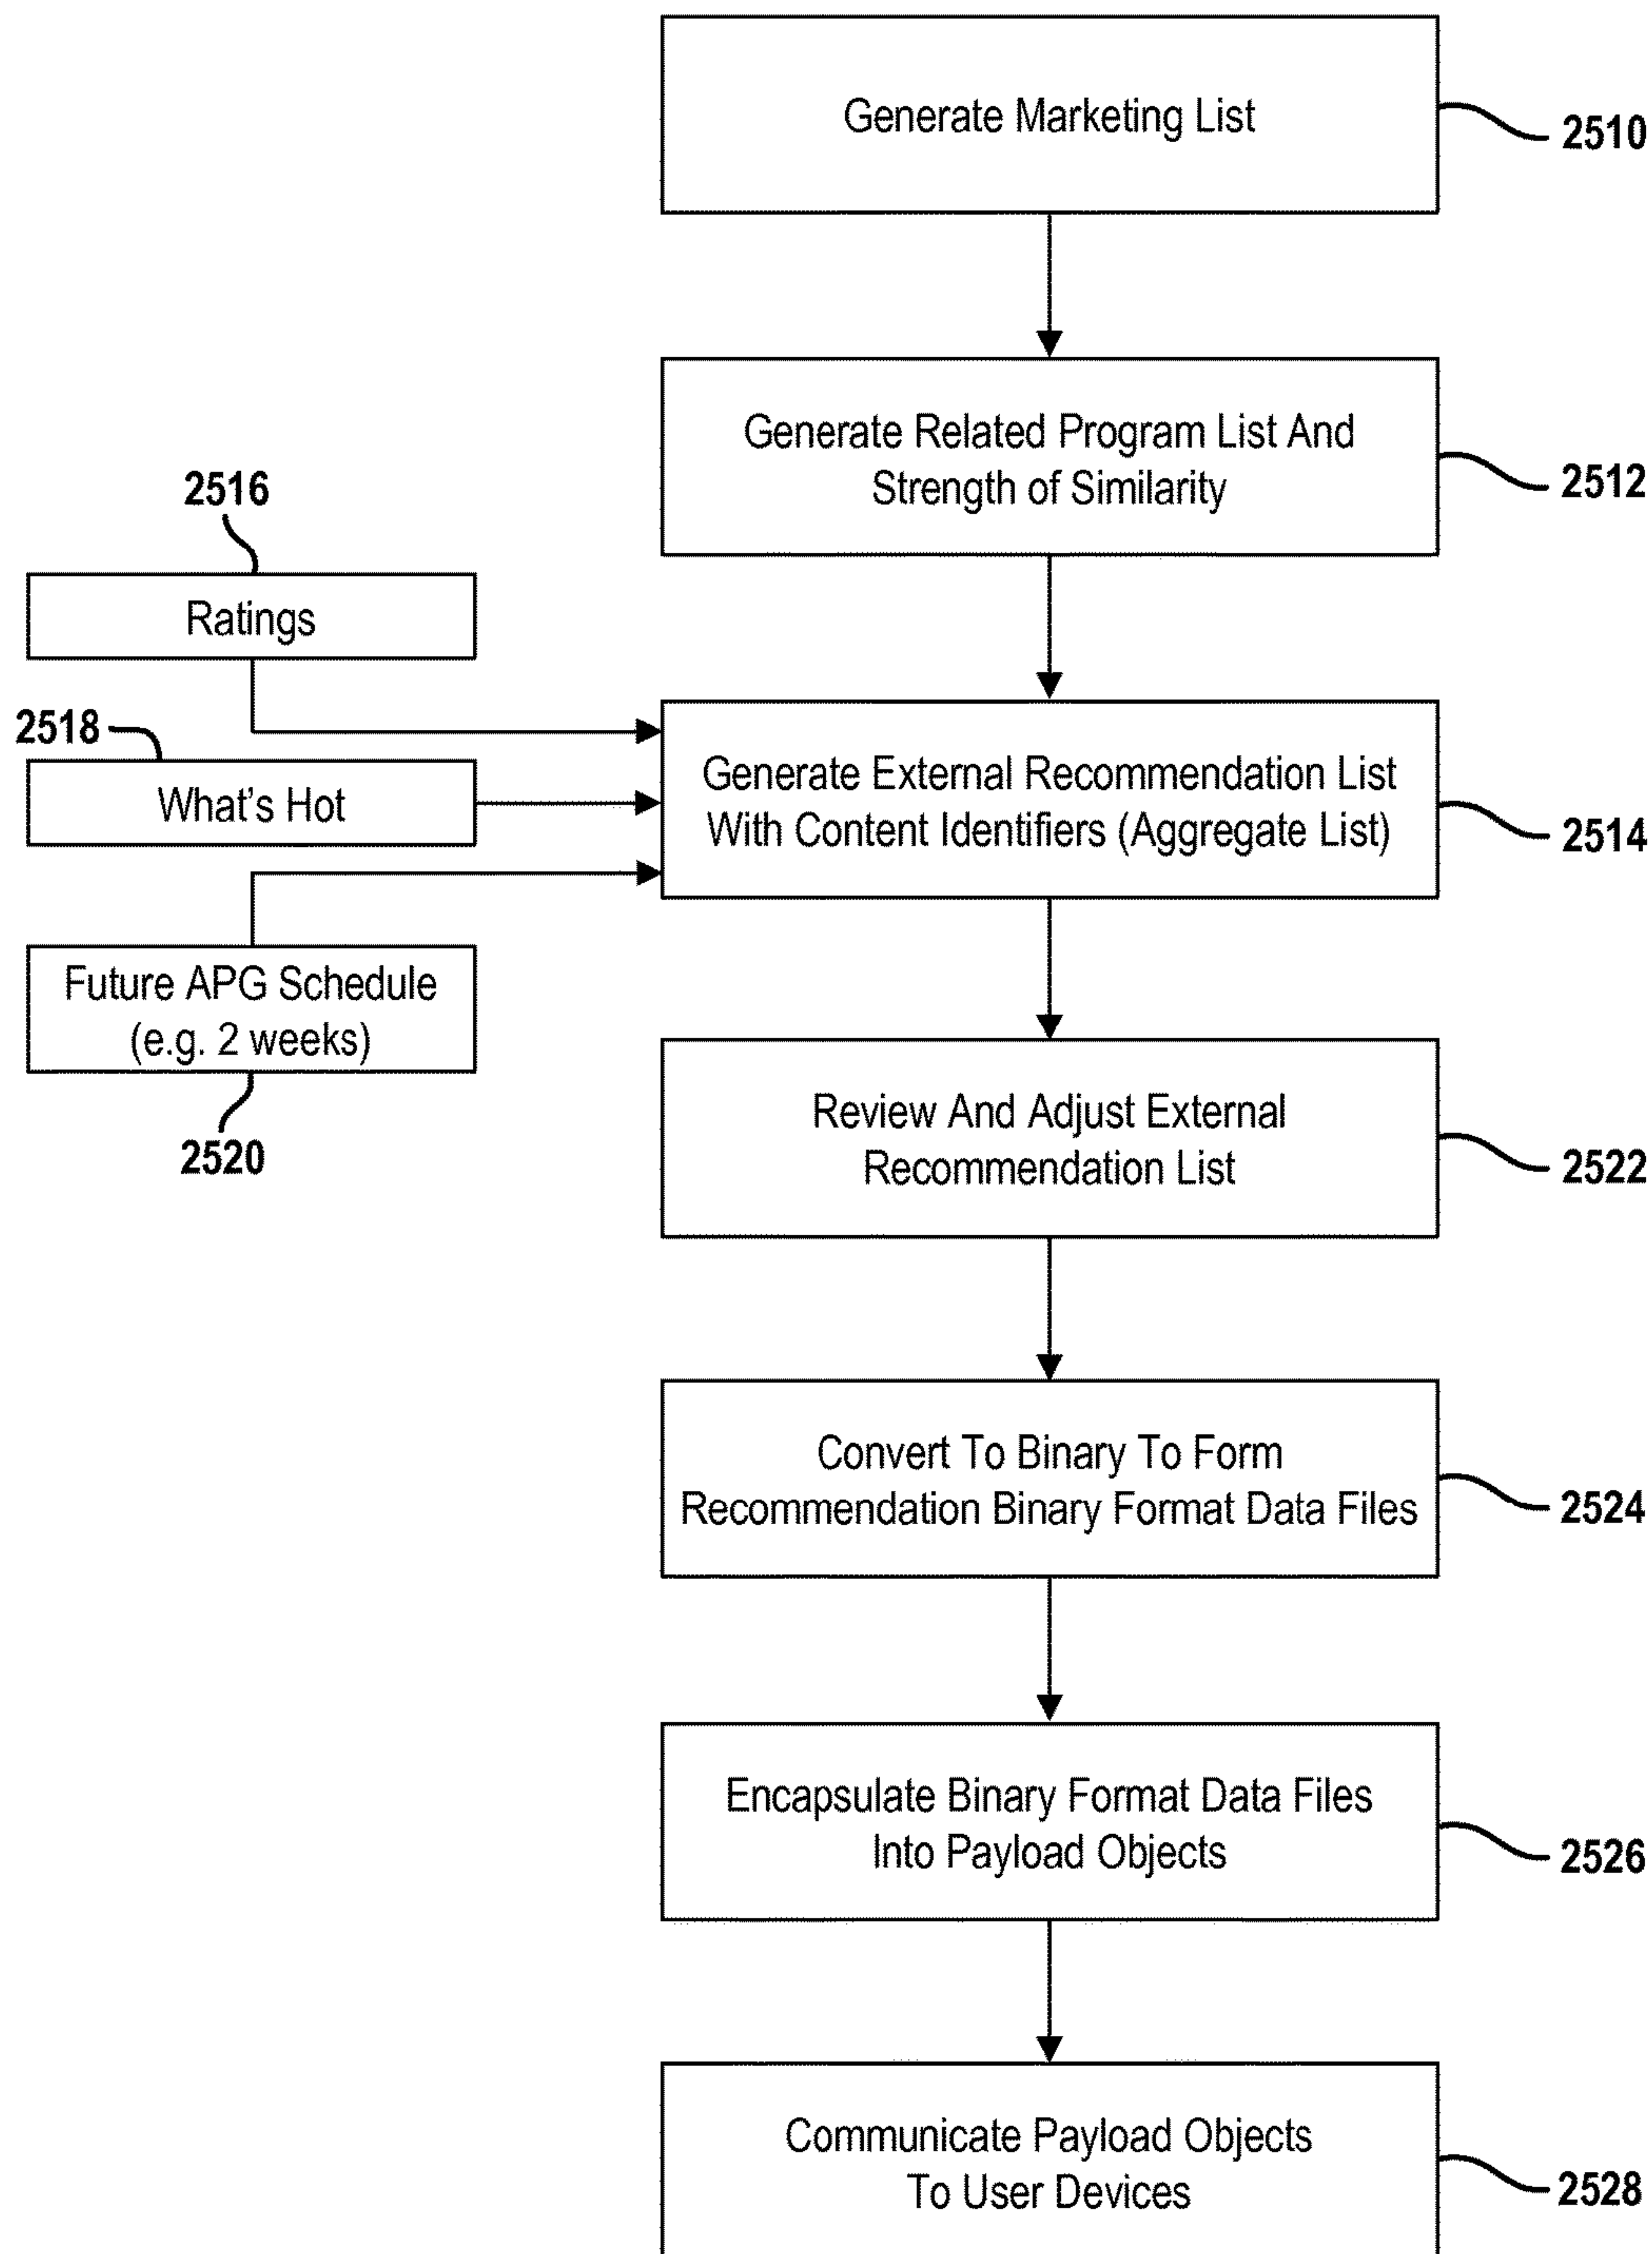 Generate Marketing List
2510
Generate Related Program List And
Strength of Similarity
2512
2516
Ratings
2518
What's Hot
Future APG Schedule
(e.g. 2 weeks)
2520
Generate External Recommendation List
With Content Identifiers (Aggregate List)
2514
Review And Adjust External
Recommendation List
2522
Convert To Binary To Form
Recommendation Binary Format Data Files
2524
Encapsulate Binary Format Data Files
Into Payload Objects
2526
Communicate Payload Objects
To User Devices
2528